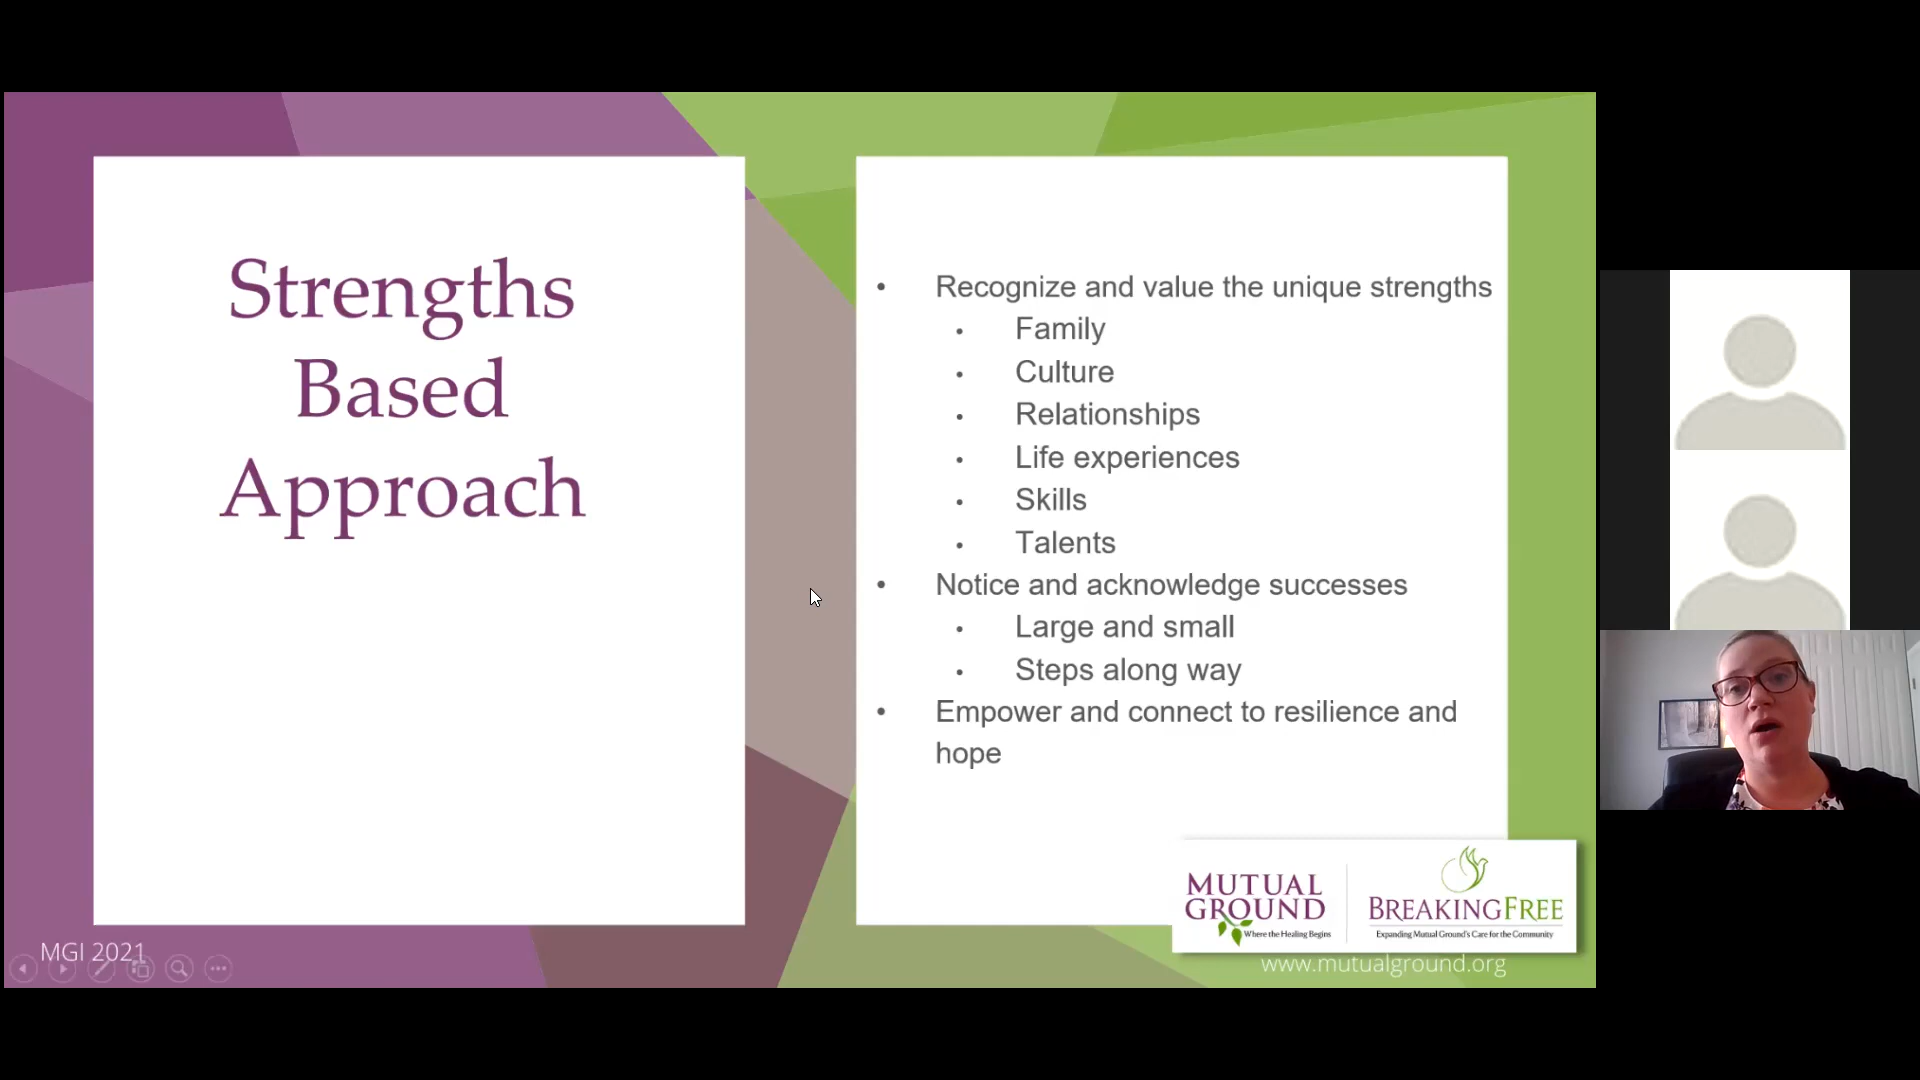 Strengths
Based
Approach
• Recognize and value the unique strengths
• Family
• Culture
• Relationships
• Life experiences
• Skills
• Talents
• Notice and acknowledge successes
• Large and small
• Steps along way
• Empower and connect to resilience and
hope
MUTUAL
GROUND
Where the Healing Begins
BREAKINGFREE
Expanding Mutual Ground's Care for the Community
MGI 2021
www.mutualground.org